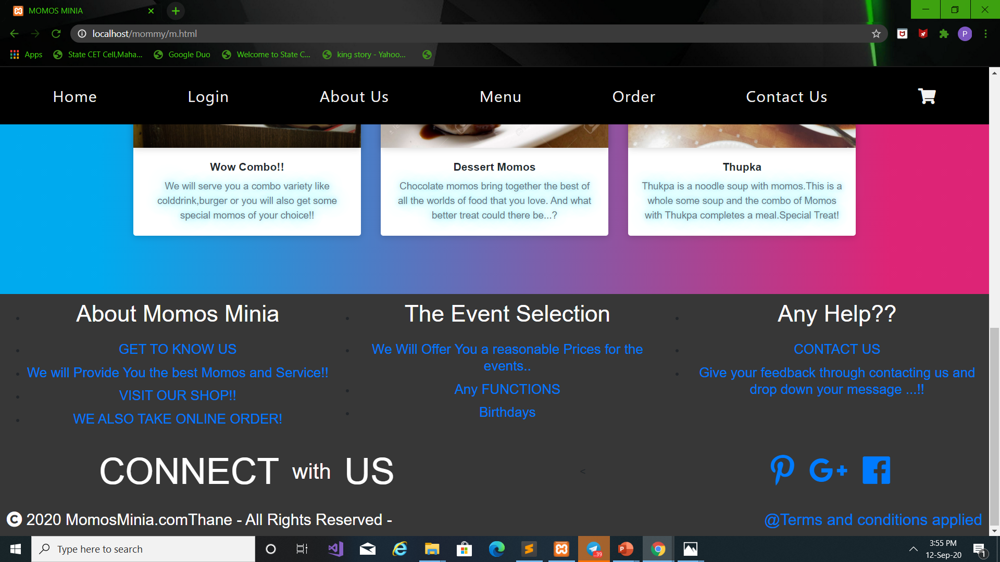 MOMOS MINIA
localhost/mommy/m.html
P
Apps
State CET Cell,Maha...
Google Duo
Welcome to State C...
king story - Yahoo...
Home
Login
About Us
Menu
Order
Contact Us
Wow Combo!!
We will serve you a combo variety like
colddrink,burger or you will also get some
special momos of your choice!!
Dessert Momos
Chocolate momos bring together the best of
all the worlds of food that you love. And what
better treat could there be...?
Thupka
Thukpa is a noodle soup with momos.This is a
whole some soup and the combo of Momos
with Thukpa completes a meal.Special Treat!
About Momos Minia
GET TO KNOW US
We will Provide You the best Momos and Service!!
VISIT OUR SHOP!!
WE ALSO TAKE ONLINE ORDER!
The Event Selection
We Will Offer You a reasonable Prices for the
events..
Any FUNCTIONS
Birthdays
Any Help??
CONTACT US
Give your feedback through contacting us and
drop down your message ...!!
CONNECT with US
<
© 2020 MomosMinia.comThane - All Rights Reserved -
@Terms and conditions applied
Type here to search
..39
3:55 PM
12-Sep-20
1